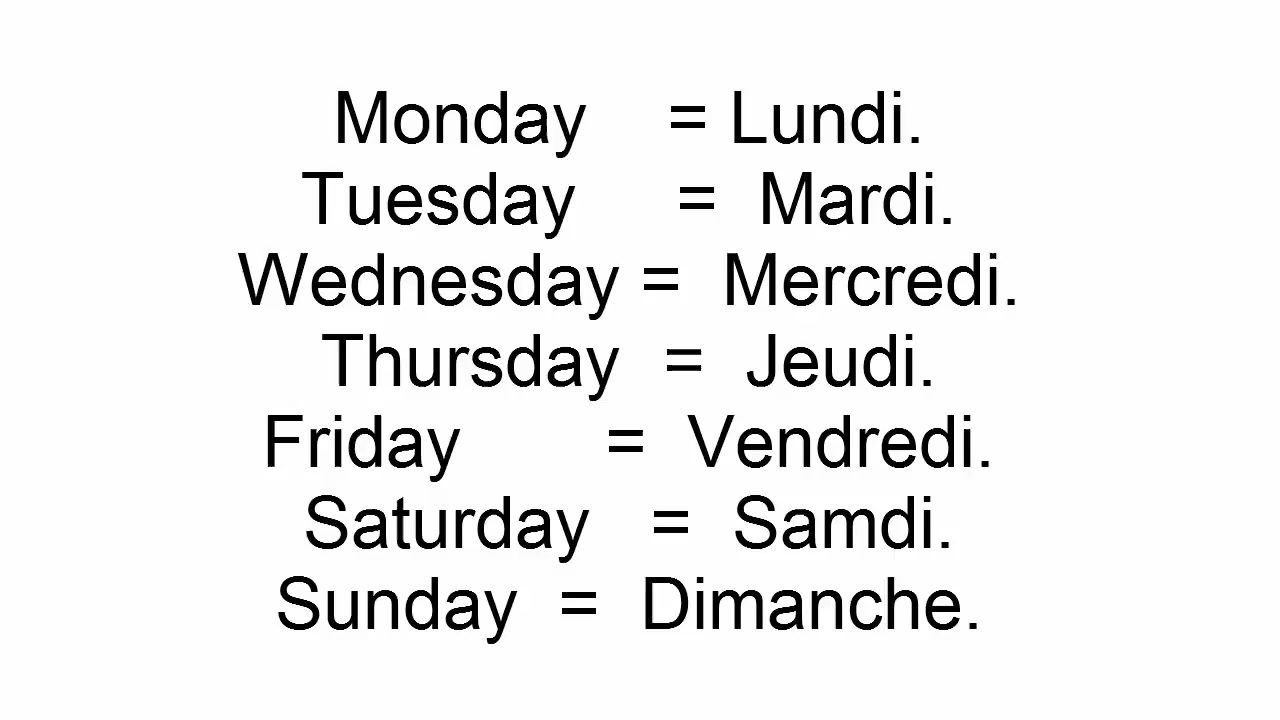 Monday = Lundi.
Tuesday = Mardi.
Wednesday = Mercredi.
Thursday = Jeudi.
Friday = Vendredi.
Saturday = Samdi.
Sunday = Dimanche.